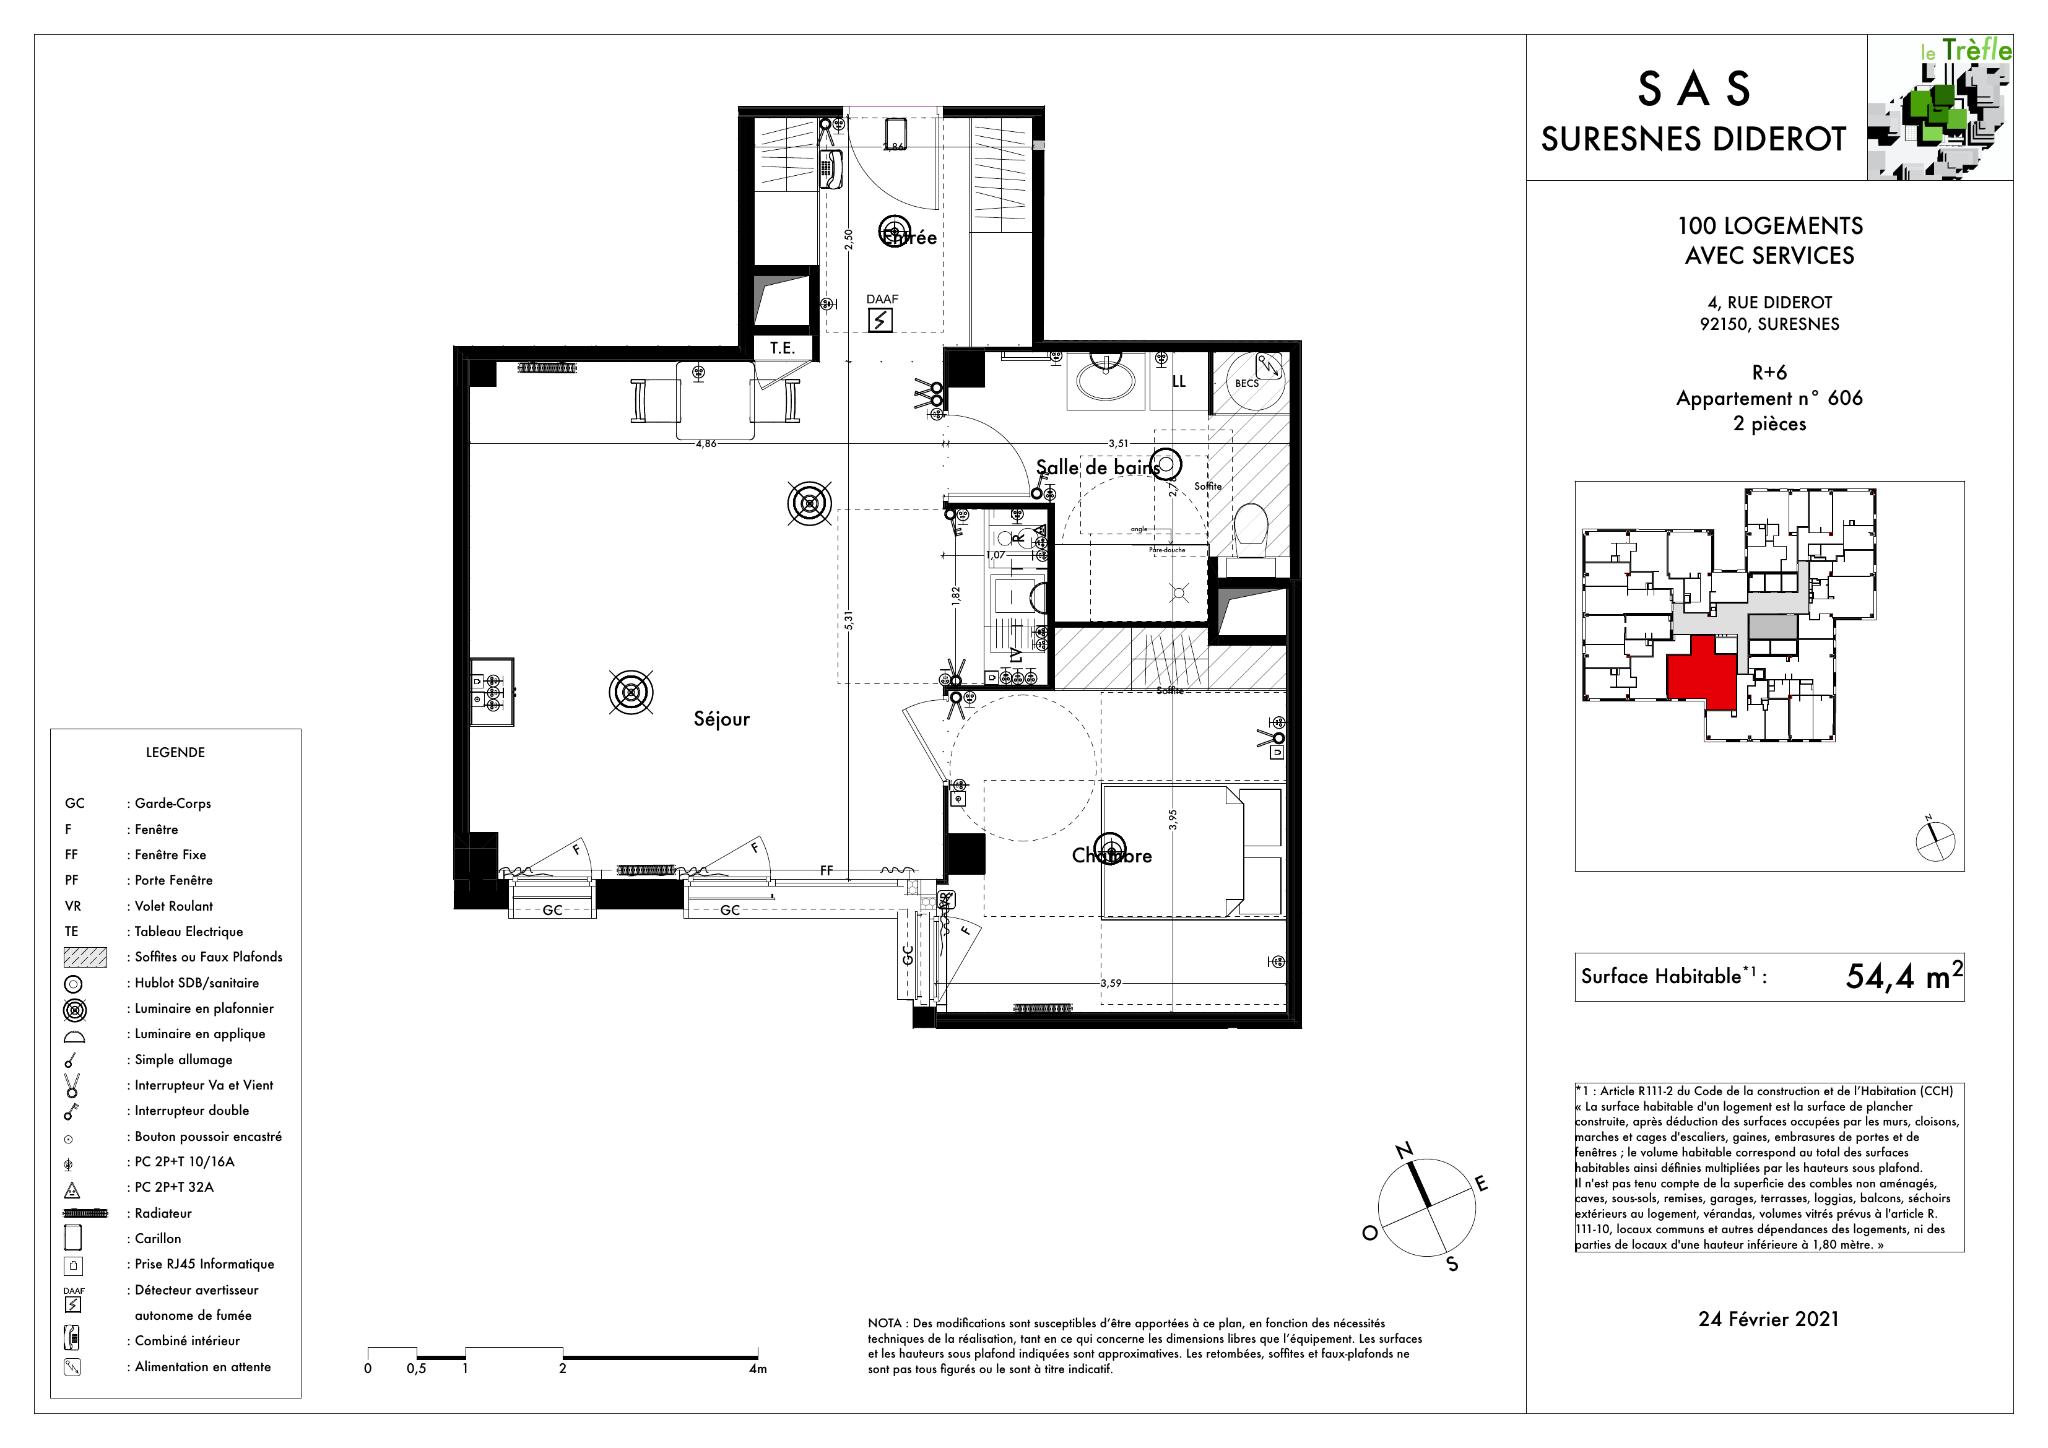 le Trèfle
S A S
SURESNES DIDEROT
100 LOGEMENTS
AVEC SERVICES
4, RUE DIDEROT
92150, SURESNES
R+6
Appartement n° 606
2 pièces
N
Surface Habitable*1 : 54,4 m²
*1 : Article R111-2 du Code de la construction et de l'Habitation (CCH)
« La surface habitable d'un logement est la surface de plancher
construite, après déduction des surfaces occupées par les murs, cloisons,
marches et cages d'escaliers, gaines, embrasures de portes et de
fenêtres ; le volume habitable correspond au total des surfaces
habitables ainsi définies multipliées par les hauteurs sous plafond.
Il n'est pas tenu compte de la superficie des combles non aménagés,
caves, sous-sols, remises, garages, terrasses, loggias, balcons, séchoirs
extérieurs au logement, vérandas, volumes vitrés prévus à l'article R.
111-10, locaux communs et autres dépendances des logements, ni des
parties de locaux d'une hauteur inférieure à 1,80 mètre. »
24 Février 2021
2,86
2,50
Entrée
DAAF
T.E.
LL
BECS
4,86
3,51
Salle de bains
Soffite
angle
Pare-douche
R
1,07
1,82
5,31
LV
Soffite
Séjour
3,95
Chambre
F
F
FF
GC
GC
VR
F
GC
3,59
LEGENDE
GC : Garde-Corps
F : Fenêtre
FF : Fenêtre Fixe
PF : Porte Fenêtre
VR : Volet Roulant
TE : Tableau Electrique
: Soffites ou Faux Plafonds
: Hublot SDB/sanitaire
: Luminaire en plafonnier
: Luminaire en applique
: Simple allumage
: Interrupteur Va et Vient
: Interrupteur double
: Bouton poussoir encastré
: PC 2P+T 10/16A
: PC 2P+T 32A
: Radiateur
: Carillon
: Prise RJ45 Informatique
DAAF : Détecteur avertisseur
autonome de fumée
: Combiné intérieur
: Alimentation en attente
0 0,5 1 2 4m
NOTA : Des modifications sont susceptibles d'être apportées à ce plan, en fonction des nécessités
techniques de la réalisation, tant en ce qui concerne les dimensions libres que l'équipement. Les surfaces
et les hauteurs sous plafond indiquées sont approximatives. Les retombées, soffites et faux-plafonds ne
sont pas tous figurés ou le sont à titre indicatif.
N
E
O
S